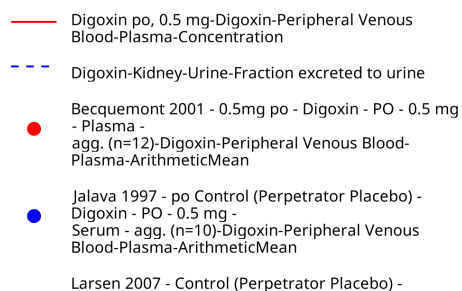 Digoxin po, 0.5 mg-Digoxin-Peripheral Venous
Blood-Plasma-Concentration
Digoxin-Kidney-Urine-Fraction excreted to urine
Becquemont 2001 - 0.5mg po - Digoxin - PO - 0.5 mg
- Plasma -
agg. (n=12)-Digoxin-Peripheral Venous Blood-
Plasma-ArithmeticMean
Jalava 1997 - po Control (Perpetrator Placebo) -
Digoxin - PO - 0.5 mg -
Serum - agg. (n=10)-Digoxin-Peripheral Venous
Blood-Plasma-ArithmeticMean
Larsen 2007 - Control (Perpetrator Placebo) -